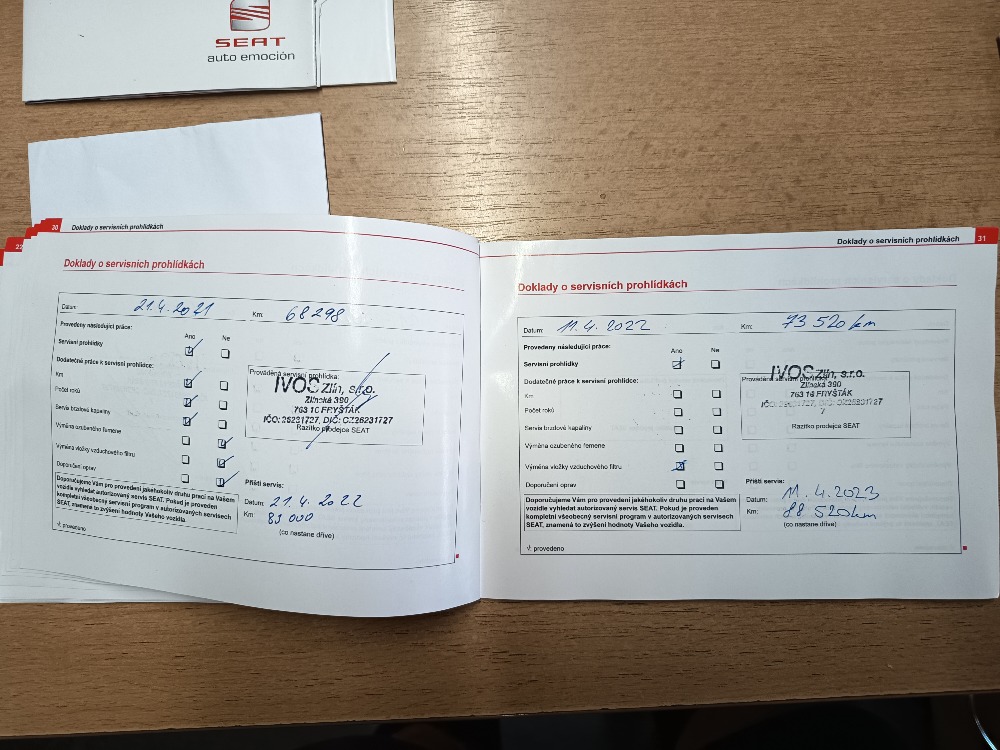 SEAT
auto emoción
30 Doklady o servisních prohlídkách
Doklady o servisních prohlídkách
Datum: 21.4.2021 Km: 68 298
Provedeny následující práce:
Ano Ne
Servisní prohlídky
Dodatečné práce k servisní prohlídce:
Km
Počet roků
Servis brzdové kapaliny
Výměna ozubeného řemene
Výměna vložky vzduchového filtru
Doporučení oprav
Doporučujeme Vám pro provedení jakéhokoliv druhu prací na Vašem
vozidle vyhledat autorizovaný servis SEAT. Pokud je proveden
kompletní všeobecný servisní program v autorizovaných servisech
SEAT, znamená to zvýšení hodnoty Vašeho vozidla.
√: provedeno
Prováděná servisní prohlídka:
IVOS Zlín, s.r.o.
Zlínská 390
763 16 FRYŠTÁK
IČO: 26231727, DIČ: CZ26231727
Razítko prodejce SEAT
Příští servis:
Datum: 21.4.2022
Km: 83 000
(co nastane dříve)
Doklady o servisních prohlídkách 31
Doklady o servisních prohlídkách
Datum: 11.4.2022 Km: 73 520 km
Provedeny následující práce:
Ano Ne
Servisní prohlídky
Dodatečné práce k servisní prohlídce:
Km
Počet roků
Servis brzdové kapaliny
Výměna ozubeného řemene
Výměna vložky vzduchového filtru
Doporučení oprav
Doporučujeme Vám pro provedení jakéhokoliv druhu prací na Vašem
vozidle vyhledat autorizovaný servis SEAT. Pokud je proveden
kompletní všeobecný servisní program v autorizovaných servisech
SEAT, znamená to zvýšení hodnoty Vašeho vozidla.
√: provedeno
IVOS Zlín, s.r.o.
Zlínská 390
763 16 FRYŠTÁK
IČO: 26231727, DIČ: CZ26231727
Razítko prodejce SEAT
Příští servis:
Datum: 11.4.2023
Km: 88 520 km
(co nastane dříve)